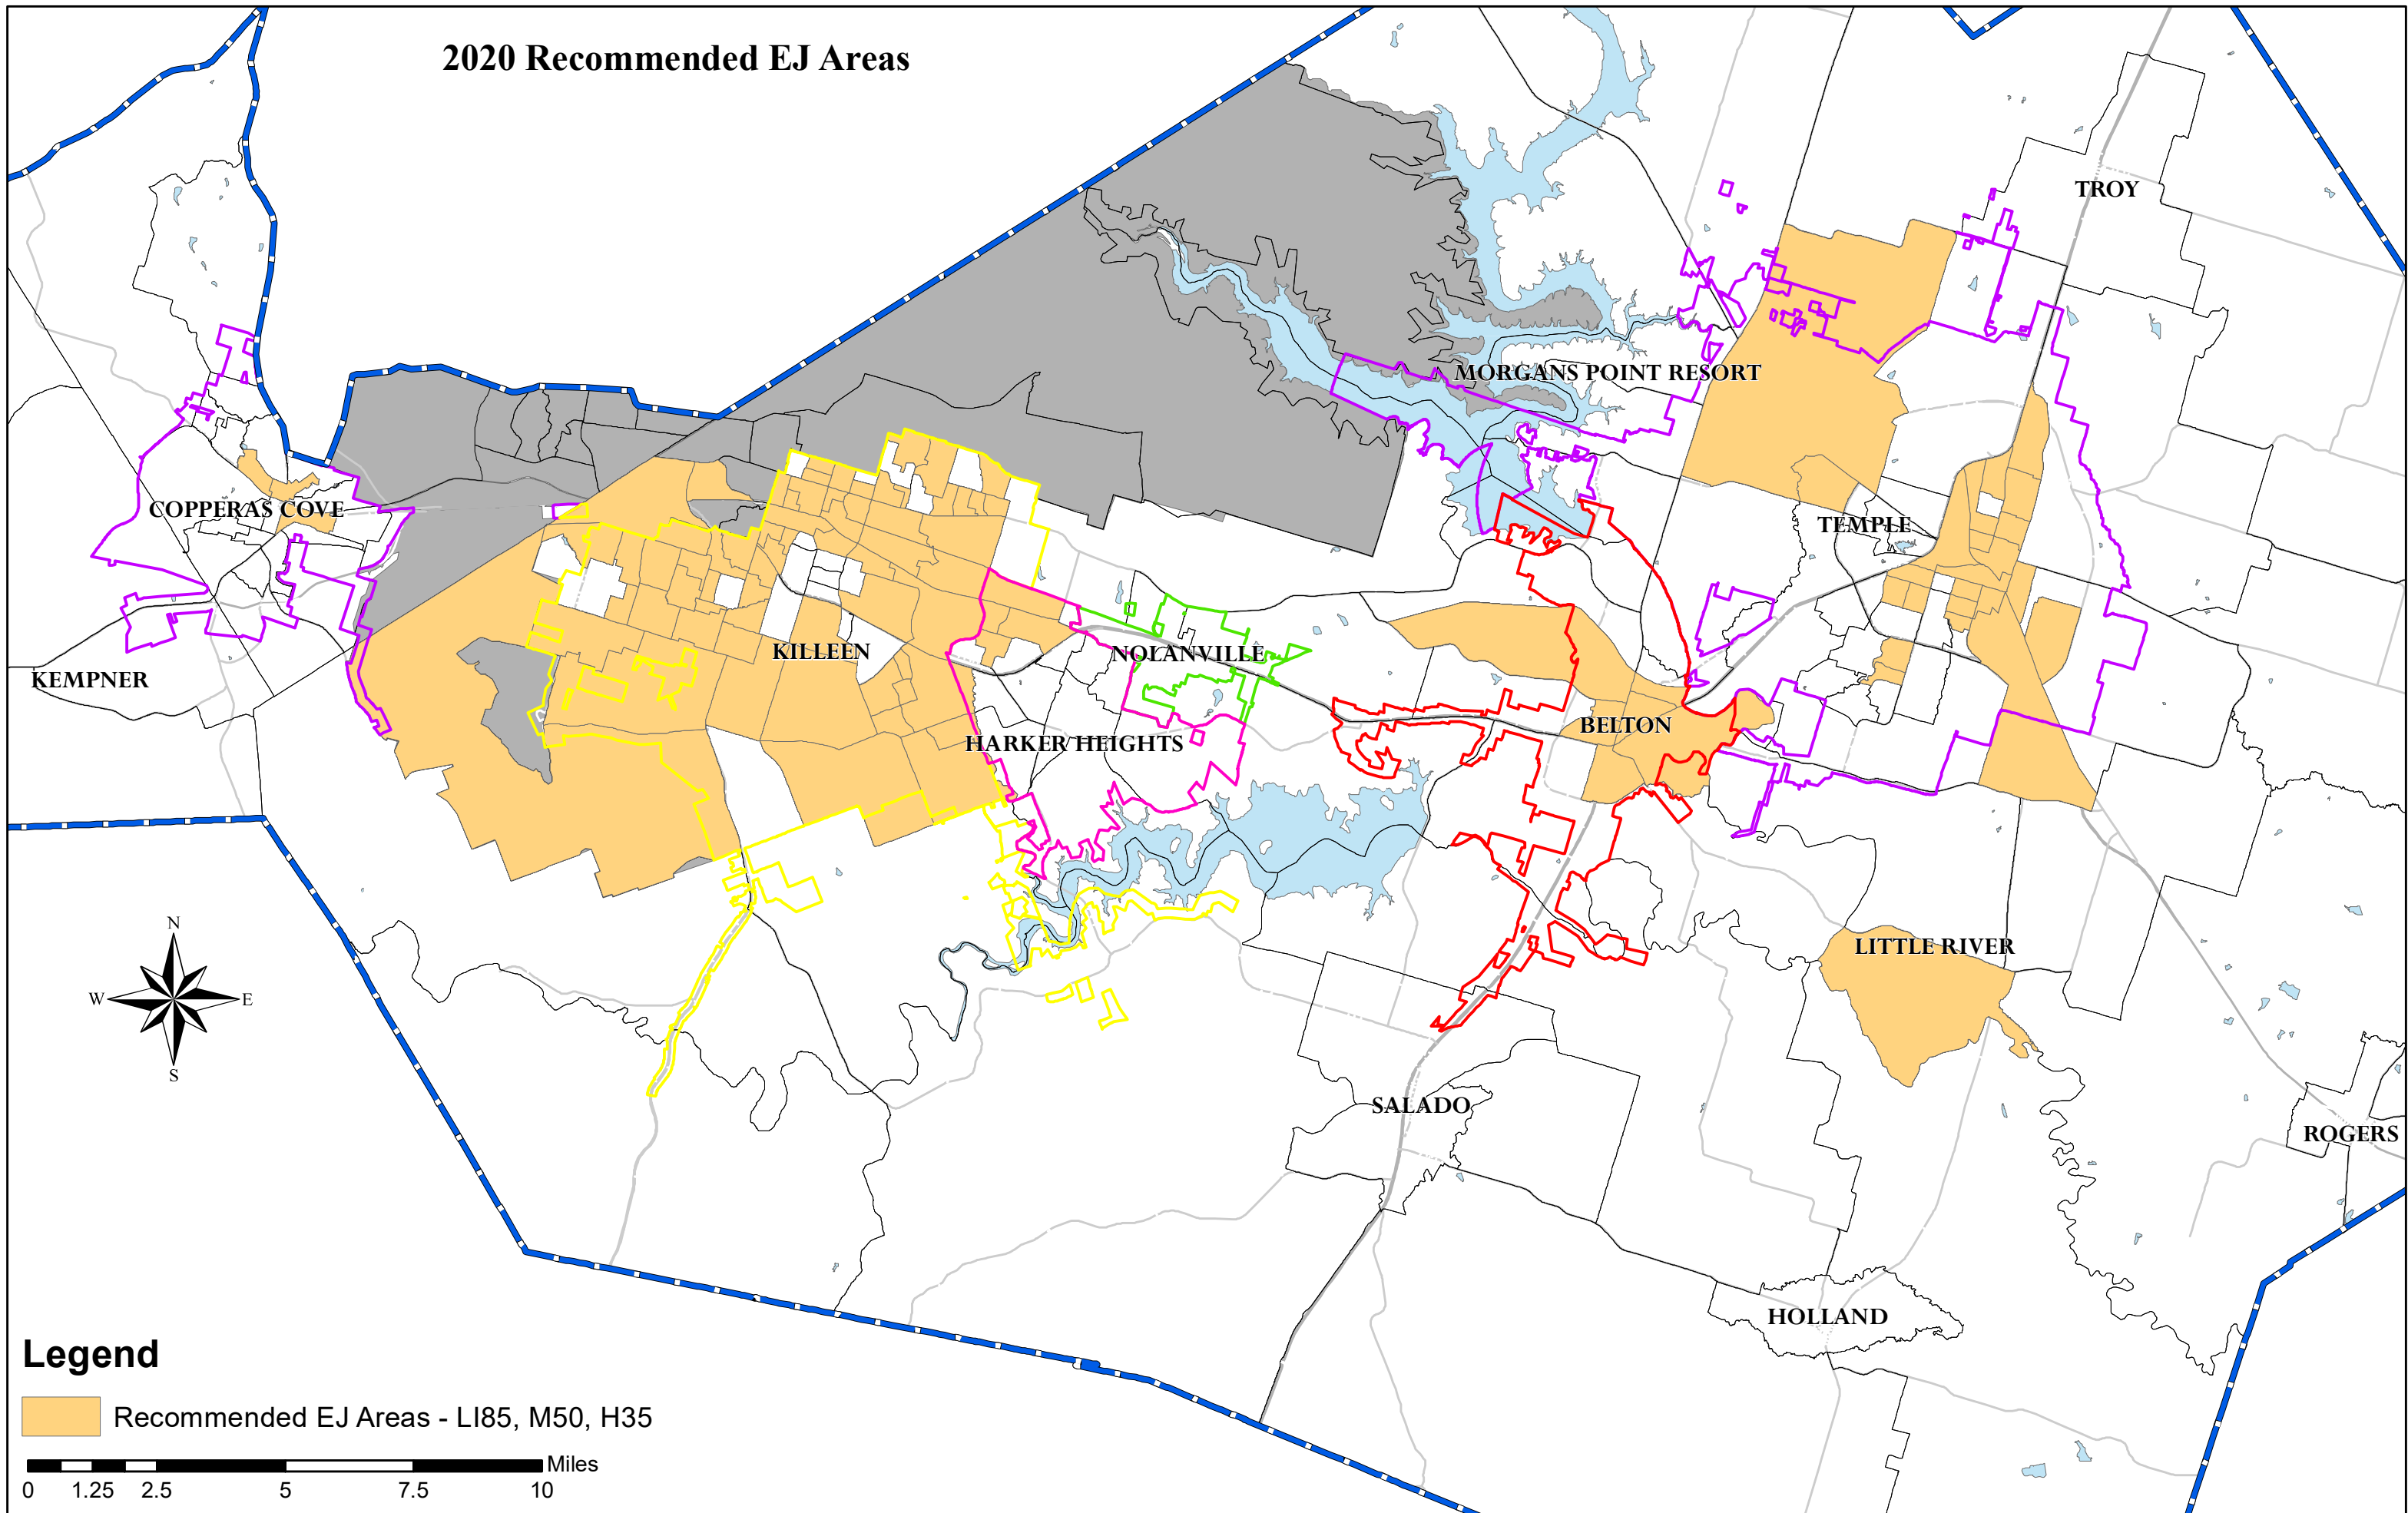 2020 Recommended EJ Areas
TROY
MORGANS POINT RESORT
COPPERAS COVE
TEMPLE
KILLEEN
NOLANVILLE
KEMPNER
BELTON
HARKER HEIGHTS
LITTLE RIVER
N
W E
S
SALADO
ROGERS
HOLLAND
Legend
Recommended EJ Areas - LI85, M50, H35
Miles
0 1.25 2.5 5 7.5 10